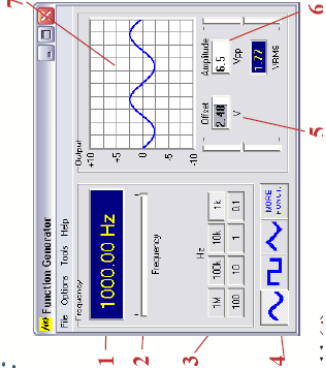 Function Generator
File Options Tools Help
Frequency
1000.00 Hz
Frequency
Hz
1M 100k 10k 1k
100 10 1 0.1
MORE
FUNCT.
Output
+10
+5
0
-5
-10
Offset
2.48
V
Amplitude
6.5
Vpp
1.77
VRMS
1
2
3
4
5
6
7